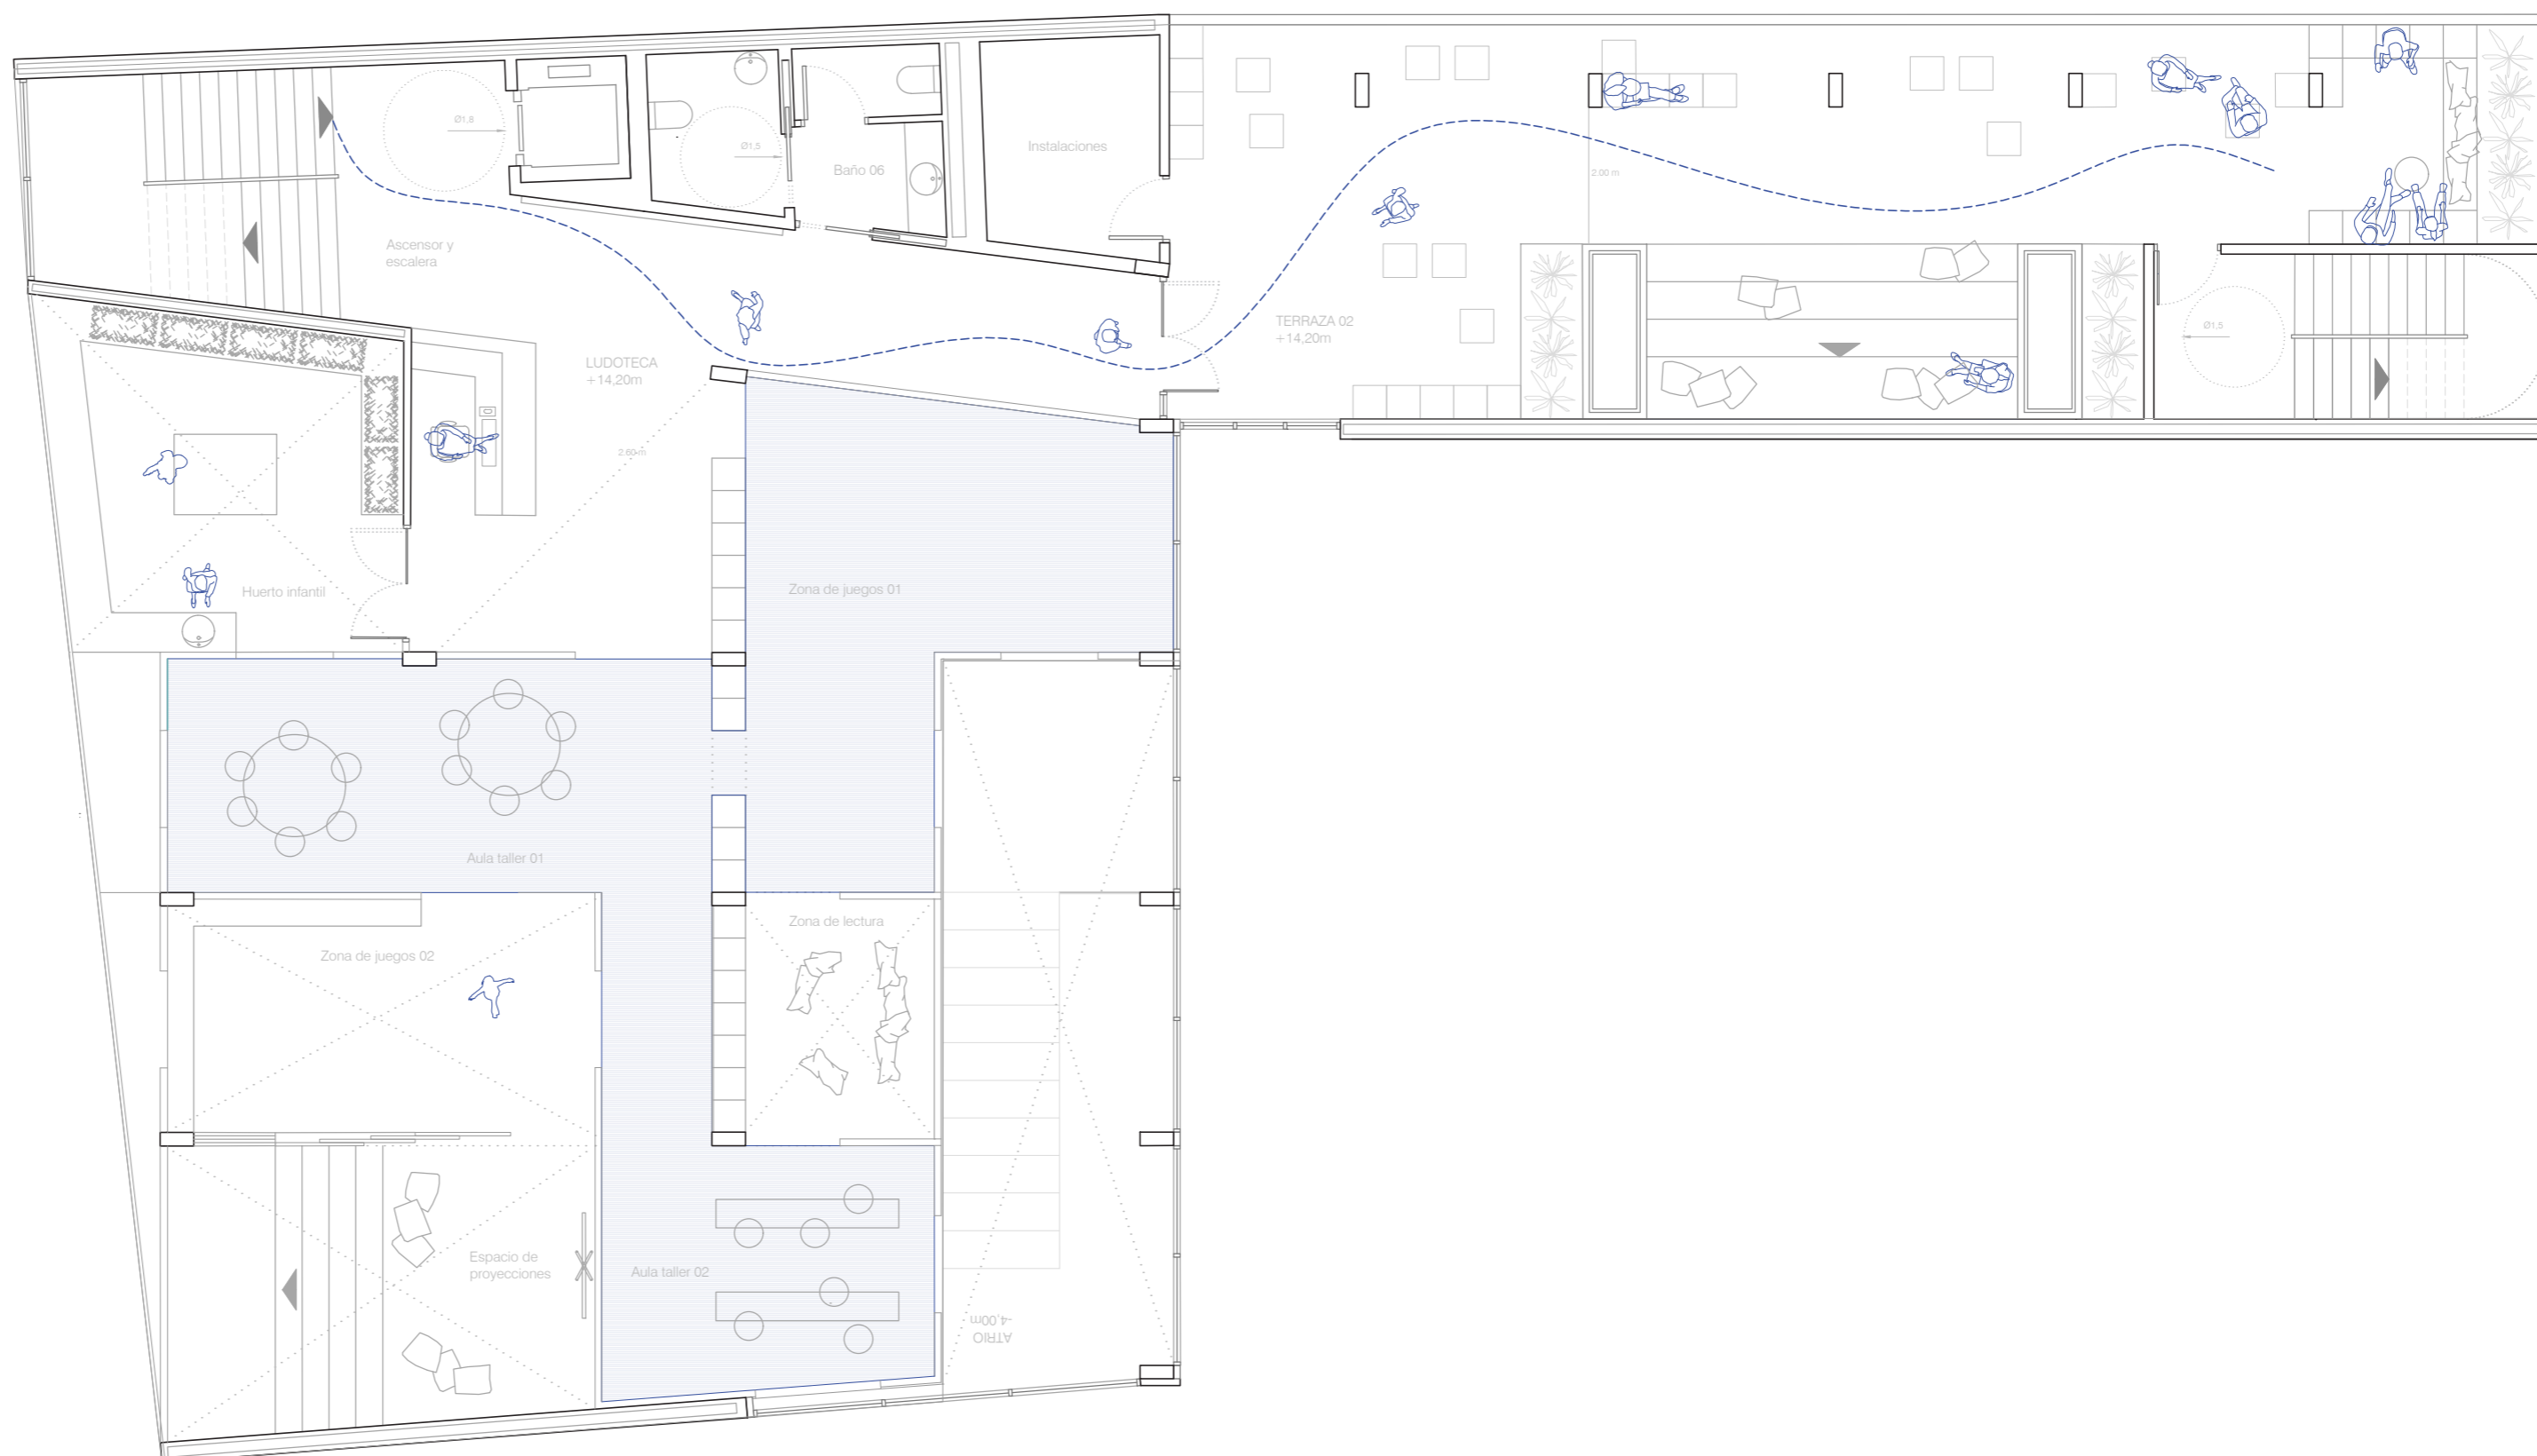 Ø1,8
Ø1,5
Baño 06
Instalaciones
2.00 m
Ascensor y
escalera
TERRAZA 02
+14,20m
Ø1,5
LUDOTECA
+14,20m
2.60 m
Huerto infantil
Zona de juegos 01
Aula taller 01
Zona de lectura
Zona de juegos 02
Espacio de
proyecciones
Aula taller 02
ATRIO
-4,00m